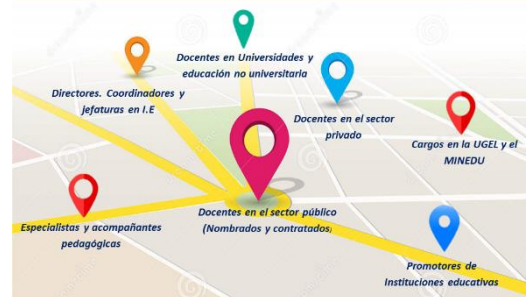 Docentes en Universidades y
educación no universitaria
Directores. Coordinadores y
jefaturas en I.E
Docentes en el sector
privado
Cargos en la UGEL y el
MINEDU
Docentes en el sector público
(Nombrados y contratados)
Especialistas y acompañantes
pedagógicas
Promotores de
Instituciones educativas